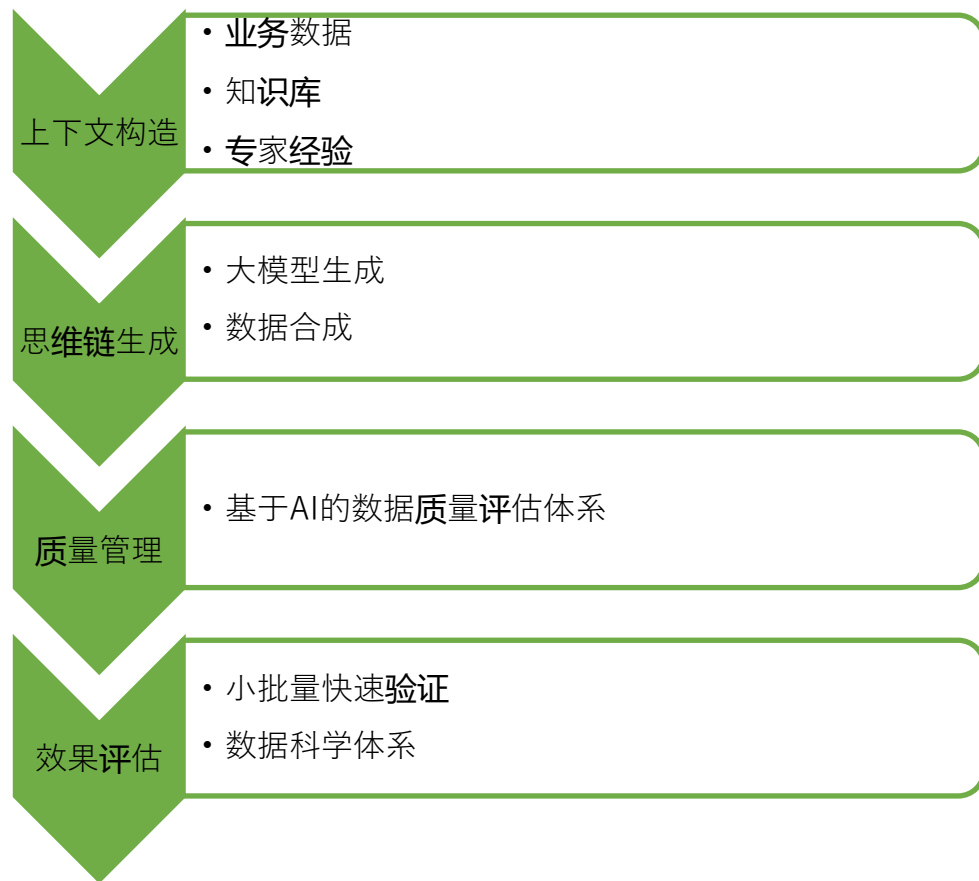 上下文构造
• 业务数据
• 知识库
• 专家经验
思维链生成
• 大模型生成
• 数据合成
质量管理
• 基于AI的数据质量评估体系
效果评估
• 小批量快速验证
• 数据科学体系